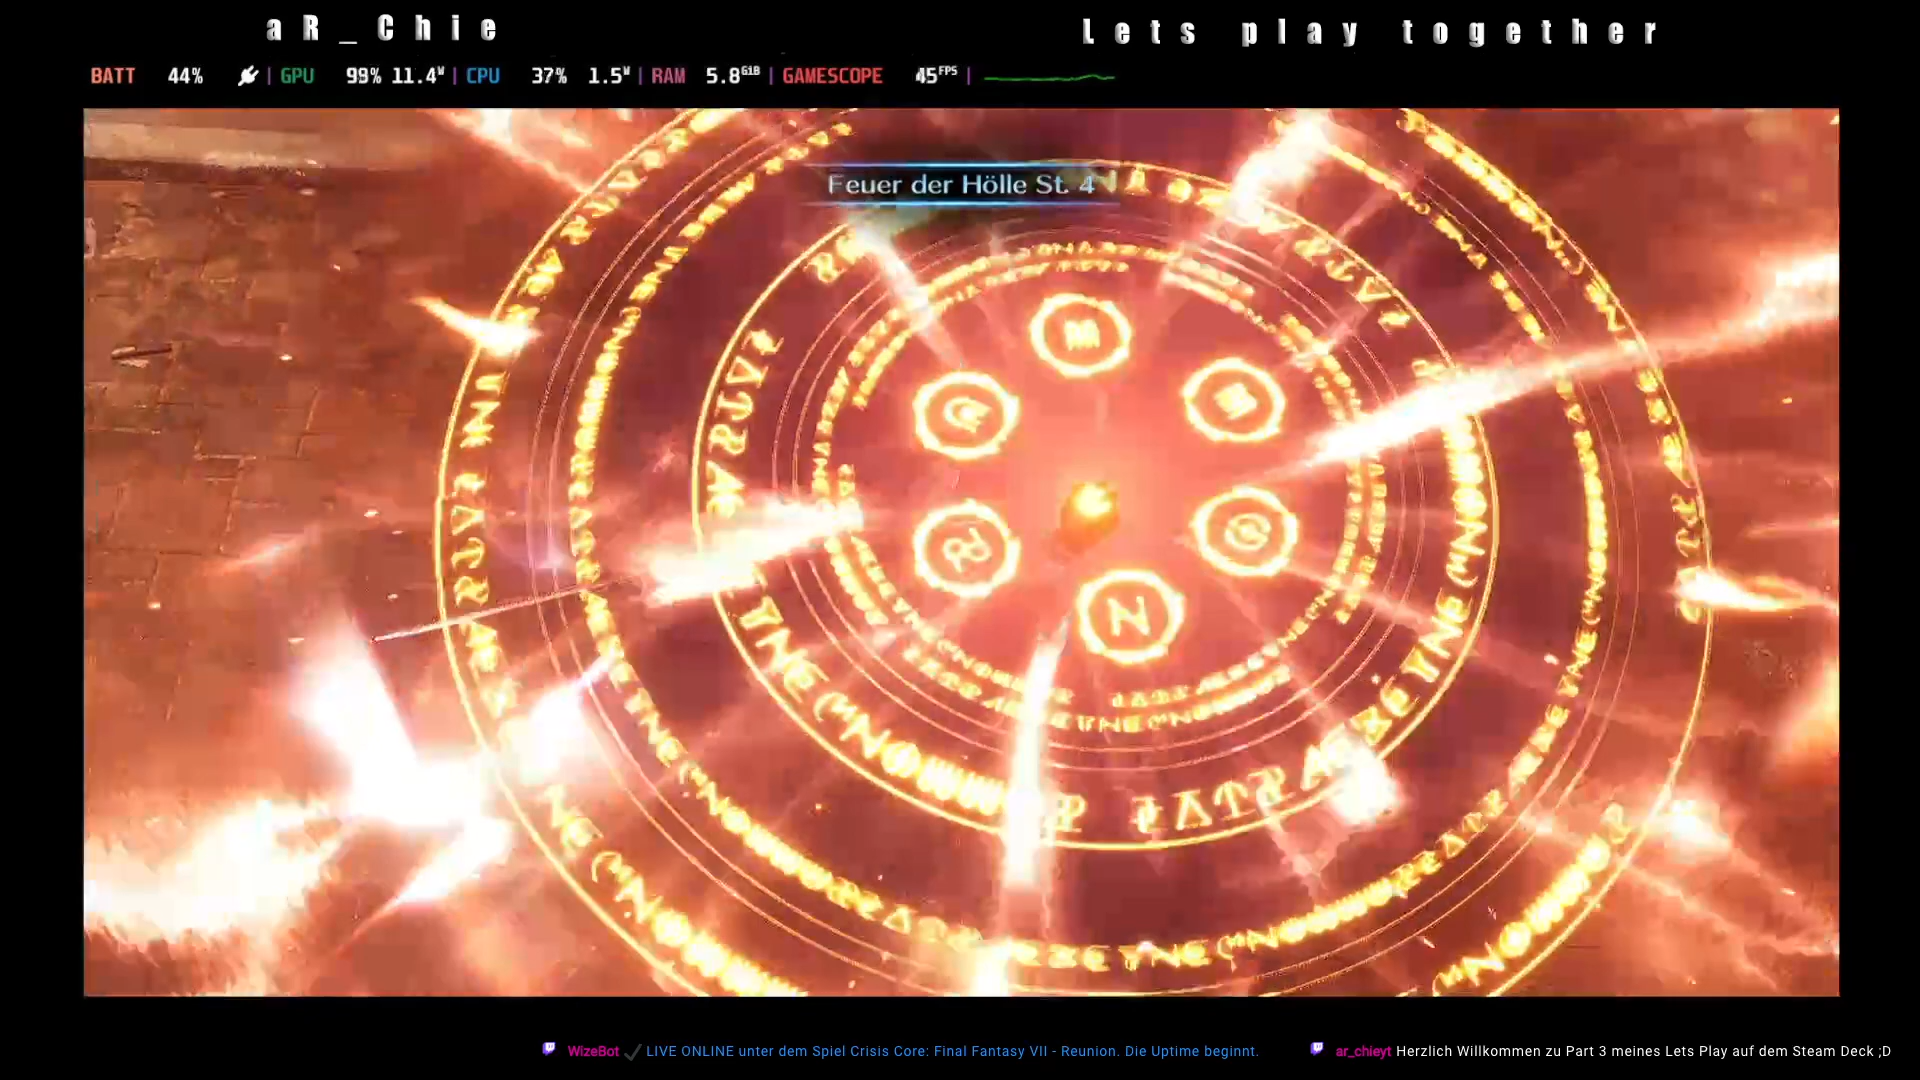 aR_Chie
Lets play together
BATT 44% | GPU 99% 11.4W | CPU 37% 1.5W | RAM 5.8GiB | GAMESCOPE 45FPS |
Feuer der Hölle St. 4
WizeBot LIVE ONLINE unter dem Spiel Crisis Core: Final Fantasy VII - Reunion. Die Uptime beginnt.
ar_chieyt Herzlich Willkommen zu Part 3 meines Lets Play auf dem Steam Deck ;D